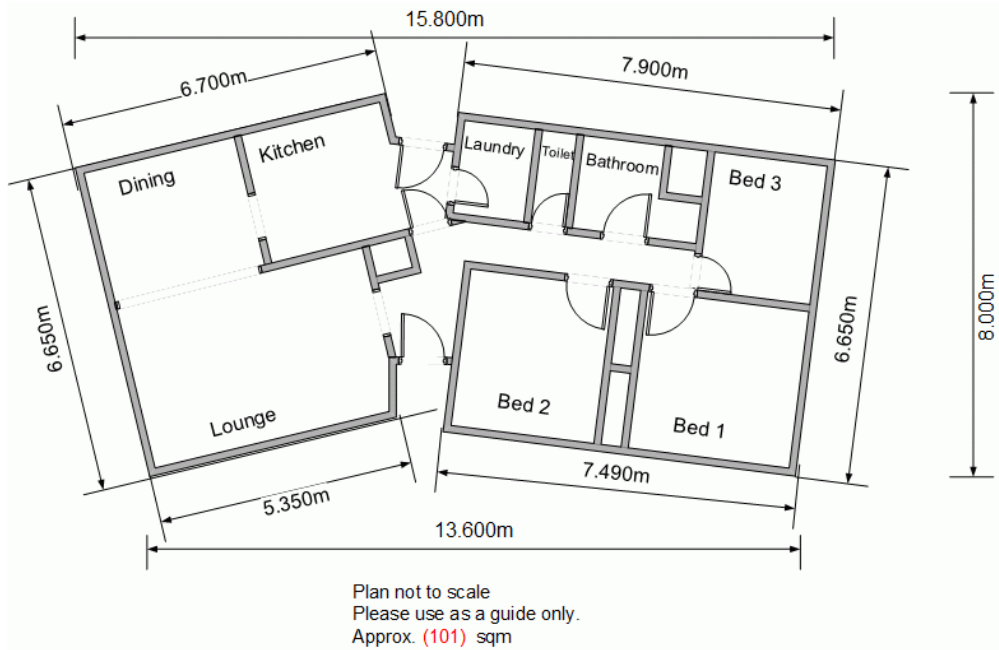 15.800m
6.700m
7.900m
Kitchen
Laundry
Toilet
Bathroom
Dining
Bed 3
8.000m
6.650m
6.650m
Lounge
Bed 2
Bed 1
5.350m
7.490m
13.600m
Plan not to scale
Please use as a guide only.
Approx. (101) sqm